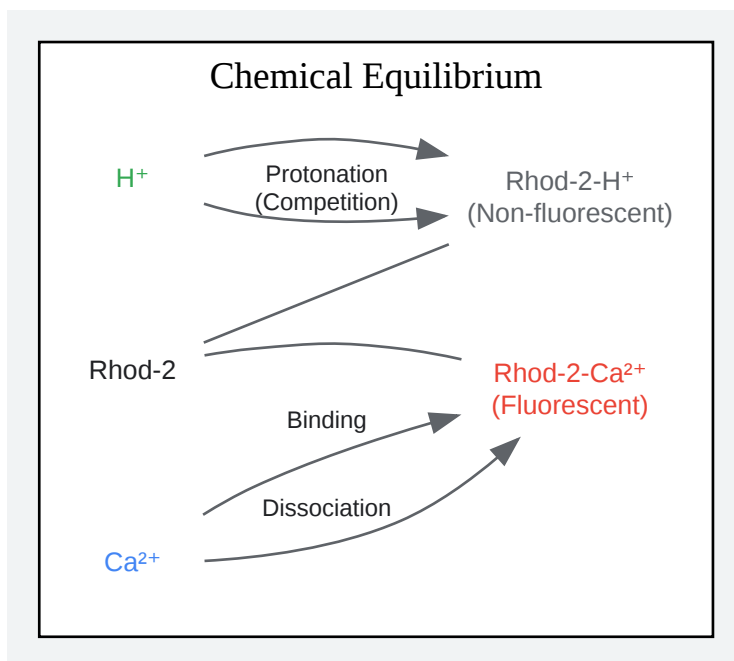 Chemical Equilibrium
H⁺
Protonation
(Competition)
Rhod-2-H⁺
(Non-fluorescent)
Rhod-2
Rhod-2-Ca²⁺
(Fluorescent)
Binding
Dissociation
Ca²⁺